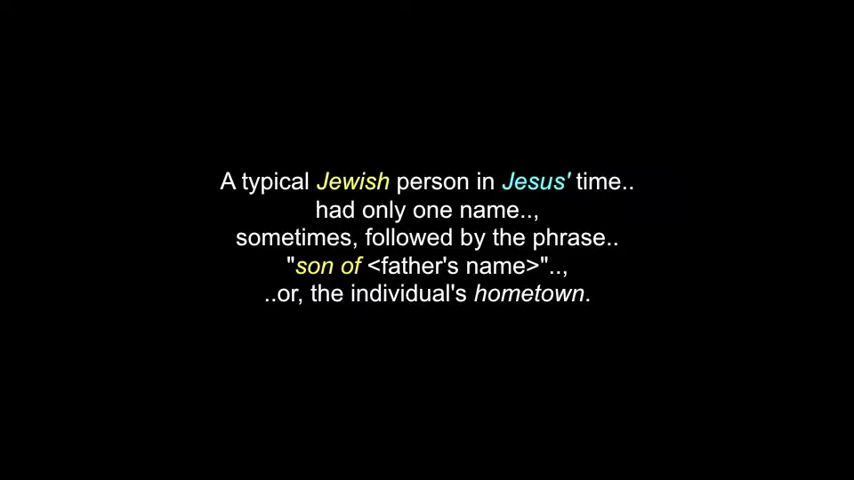 A typical Jewish person in Jesus' time..
had only one name..,
sometimes, followed by the phrase..
"son of <father's name>"..,
..or, the individual's hometown.